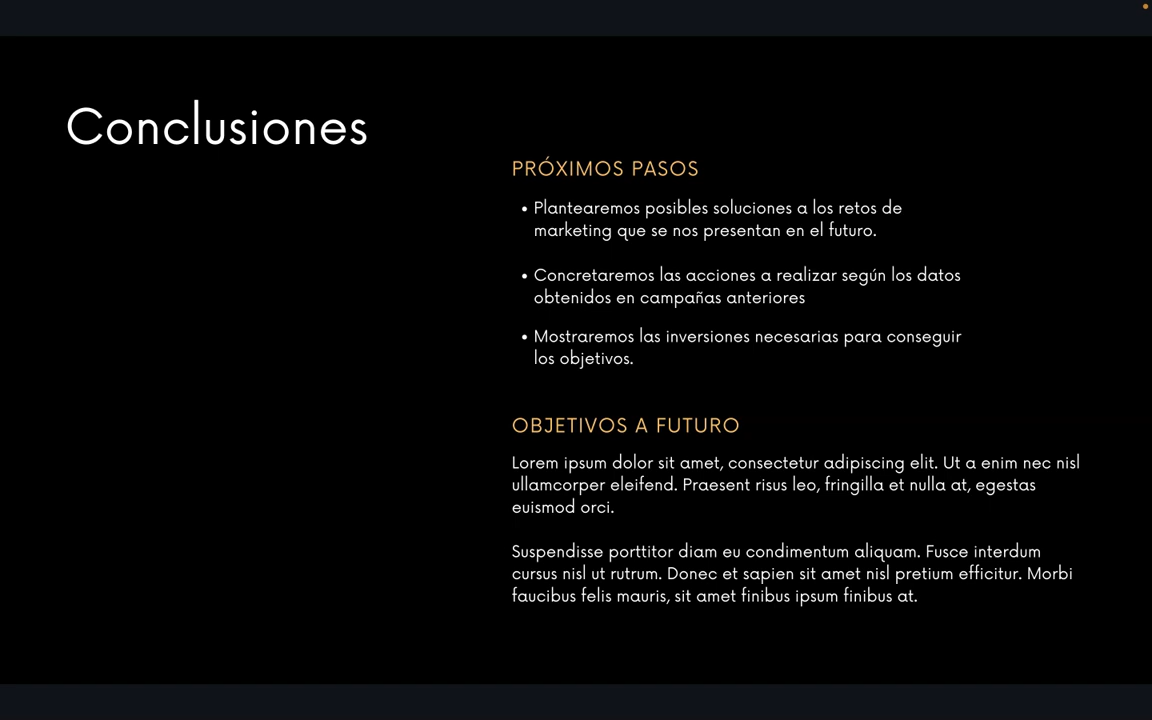 Conclusiones
PRÓXIMOS PASOS
• Plantearemos posibles soluciones a los retos de
marketing que se nos presentan en el futuro.
• Concretaremos las acciones a realizar según los datos
obtenidos en campañas anteriores
• Mostraremos las inversiones necesarias para conseguir
los objetivos.
OBJETIVOS A FUTURO
Lorem ipsum dolor sit amet, consectetur adipiscing elit. Ut a enim nec nisl
ullamcorper eleifend. Praesent risus leo, fringilla et nulla at, egestas
euismod orci.
Suspendisse porttitor diam eu condimentum aliquam. Fusce interdum
cursus nisl ut rutrum. Donec et sapien sit amet nisl pretium efficitur. Morbi
faucibus felis mauris, sit amet finibus ipsum finibus at.